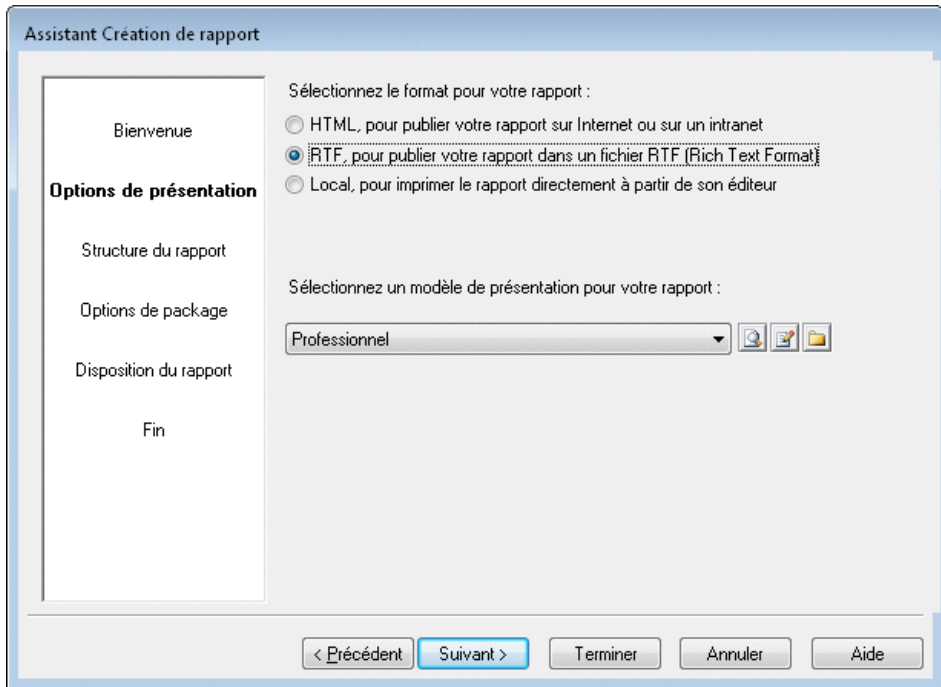 Assistant Création de rapport
Bienvenue
Options de présentation
Structure du rapport
Options de package
Disposition du rapport
Fin
Sélectionnez le format pour votre rapport :
HTML, pour publier votre rapport sur Internet ou sur un intranet
RTF, pour publier votre rapport dans un fichier RTF (Rich Text Format)
Local, pour imprimer le rapport directement à partir de son éditeur
Sélectionnez un modèle de présentation pour votre rapport :
Professionnel
< Précédent
Suivant >
Terminer
Annuler
Aide